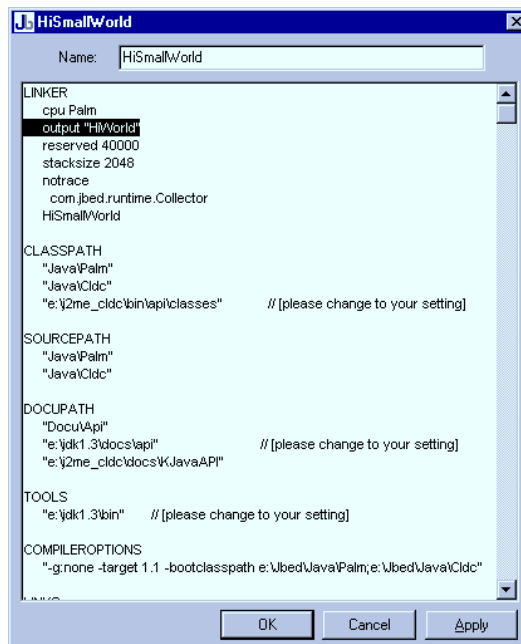 Jb HiSmallWorld
Name: HiSmallWorld
LINKER
cpu Palm
output "HiWorld"
reserved 40000
stacksize 2048
notrace
com.jbed.runtime.Collector
HiSmallWorld
CLASSPATH
"Java\Palm"
"Java\Cldc"
"e:\j2me_cldc\bin\api\classes" // [please change to your setting]
SOURCEPATH
"Java\Palm"
"Java\Cldc"
DOCUPATH
"Docu\Api"
"e:\jdk1.3\docs\api" // [please change to your setting]
"e:\j2me_cldc\docs\KJavaAPI"
TOOLS
"e:\jdk1.3\bin" // [please change to your setting]
COMPILEROPTIONS
"-g:none -target 1.1 -bootclasspath e:\Jbed\Java\Palm;e:\Jbed\Java\Cldc"
OK Cancel Apply